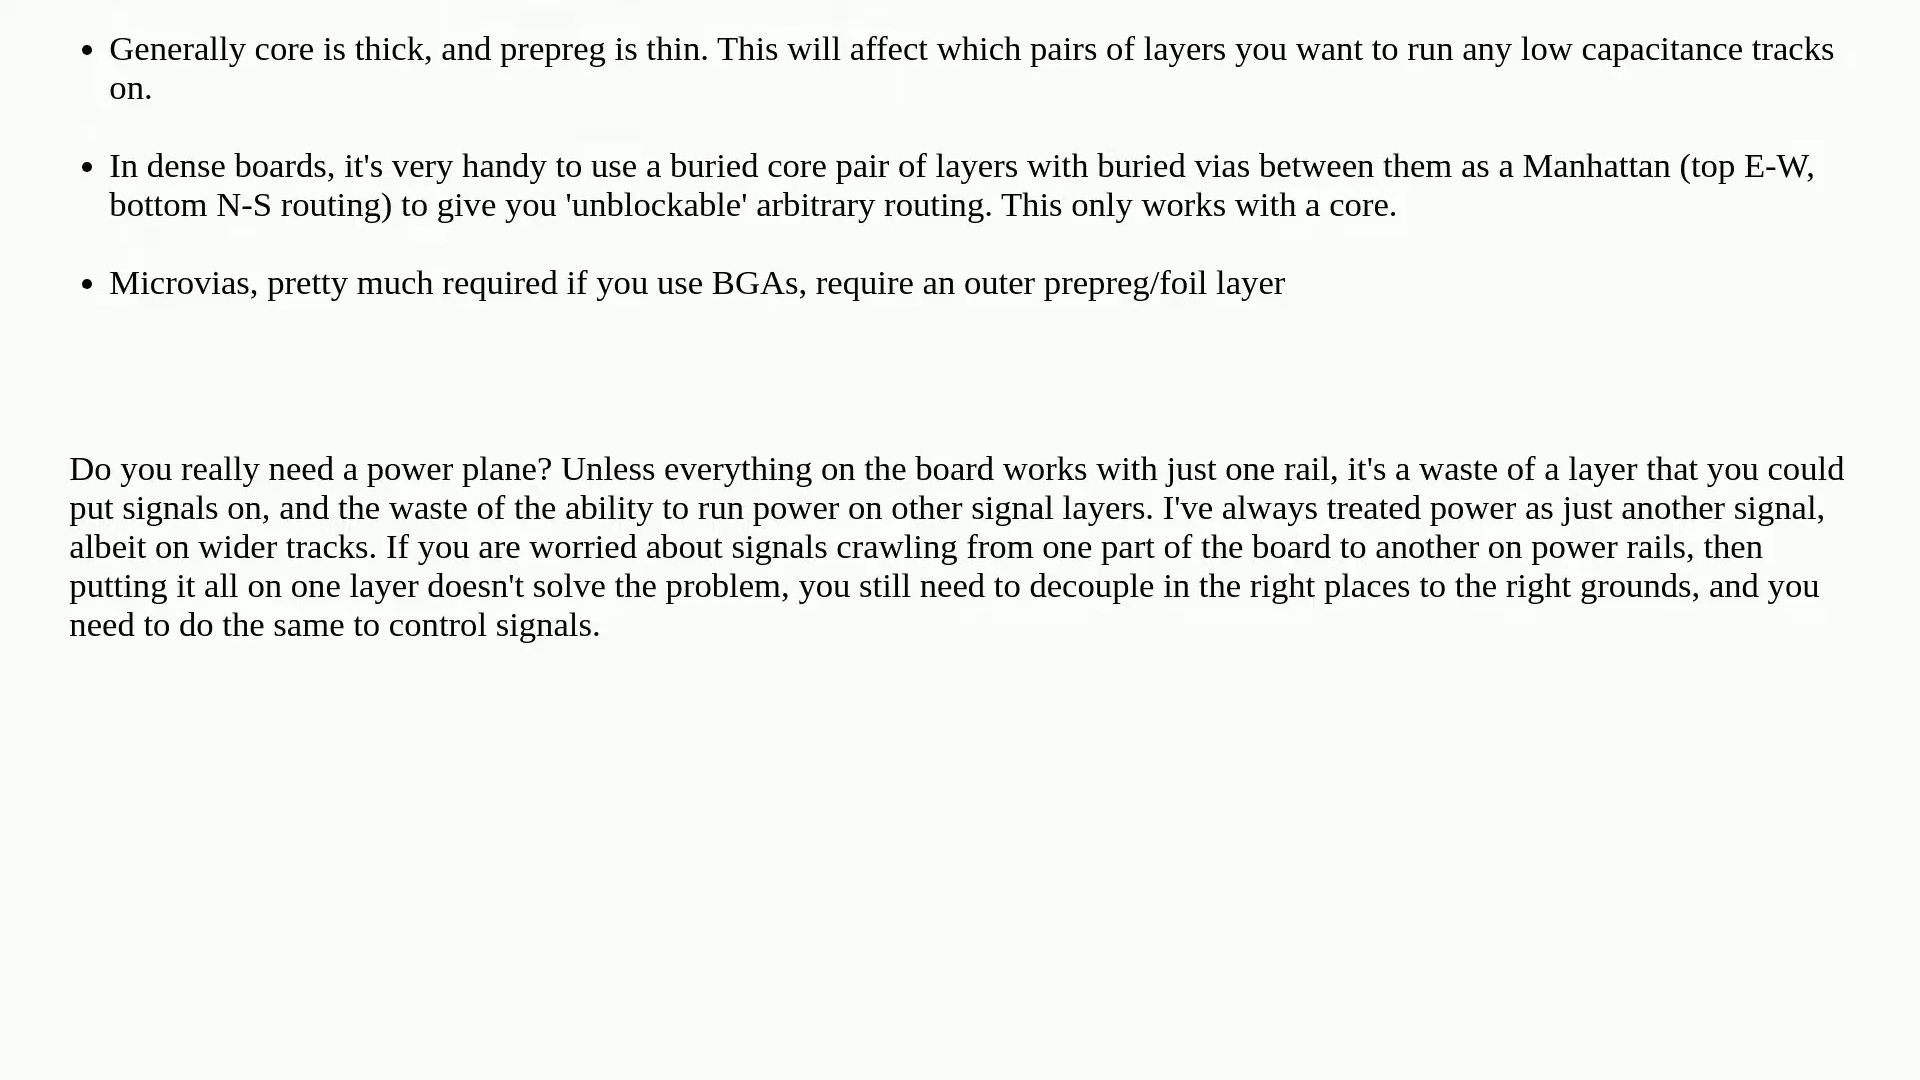 • Generally core is thick, and prepreg is thin. This will affect which pairs of layers you want to run any low capacitance tracks
on.
• In dense boards, it's very handy to use a buried core pair of layers with buried vias between them as a Manhattan (top E-W,
bottom N-S routing) to give you 'unblockable' arbitrary routing. This only works with a core.
• Microvias, pretty much required if you use BGAs, require an outer prepreg/foil layer
Do you really need a power plane? Unless everything on the board works with just one rail, it's a waste of a layer that you could
put signals on, and the waste of the ability to run power on other signal layers. I've always treated power as just another signal,
albeit on wider tracks. If you are worried about signals crawling from one part of the board to another on power rails, then
putting it all on one layer doesn't solve the problem, you still need to decouple in the right places to the right grounds, and you
need to do the same to control signals.